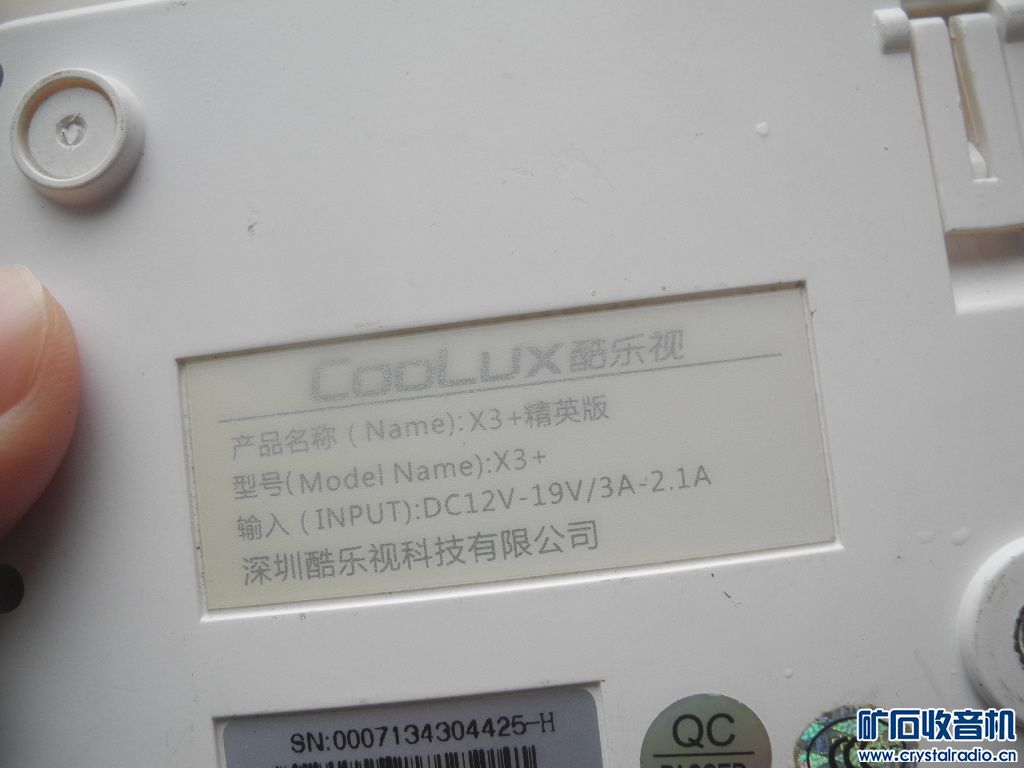 COOLUX酷乐视
产品名称 (Name): X3+精英版
型号(Model Name):X3+
输入 (INPUT):DC12V-19V/3A-2.1A
深圳酷乐视科技有限公司
SN:0007134304425-H
QC
矿石收音机
www.crystalradio.cn